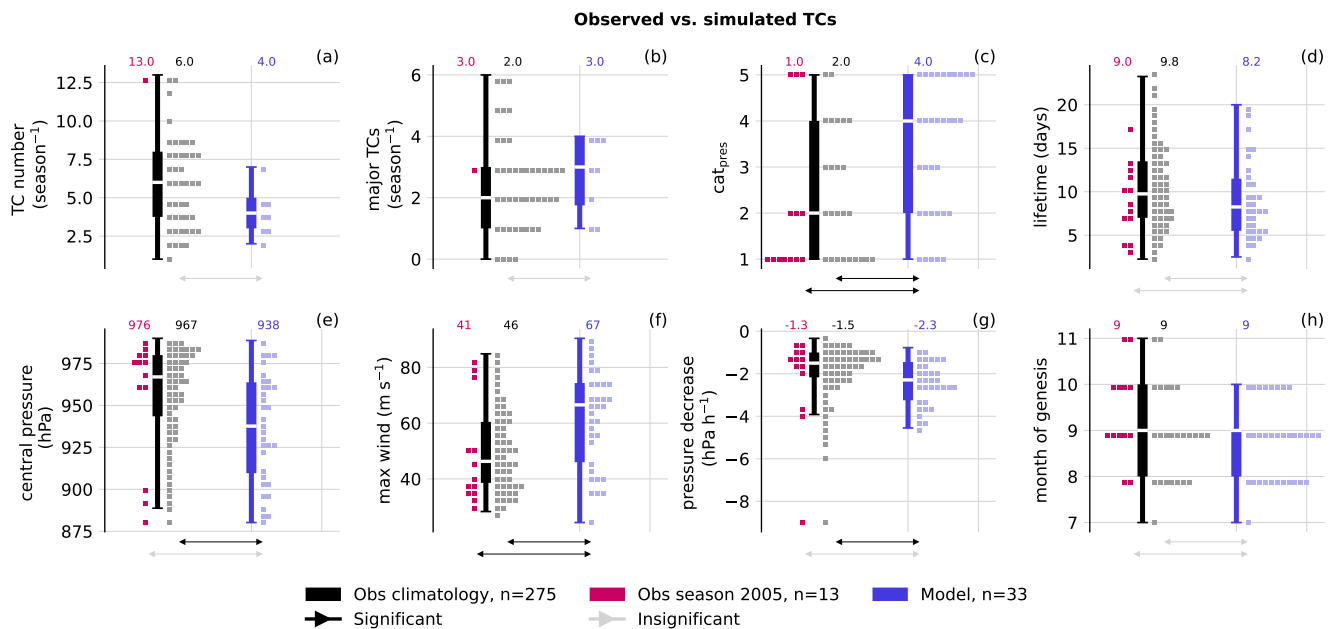 Observed vs. simulated TCs
(a)
13.0 6.0 4.0
12.5
10.0
7.5
5.0
2.5
TC number
(season⁻¹)
(b)
3.0 2.0 3.0
6
4
2
0
major TCs
(season⁻¹)
(c)
1.0 2.0 4.0
5
4
3
2
1
cat_pres
(d)
9.0 9.8 8.2
20
15
10
5
lifetime (days)
(e)
976 967 938
975
950
925
900
875
central pressure
(hPa)
(f)
41 46 67
80
60
40
max wind (m s⁻¹)
(g)
-1.3 -1.5 -2.3
0
−2
−4
−6
−8
pressure decrease
(hPa h⁻¹)
(h)
9 9 9
11
10
9
8
7
month of genesis
Obs climatology, n=275 Obs season 2005, n=13 Model, n=33
Significant Insignificant